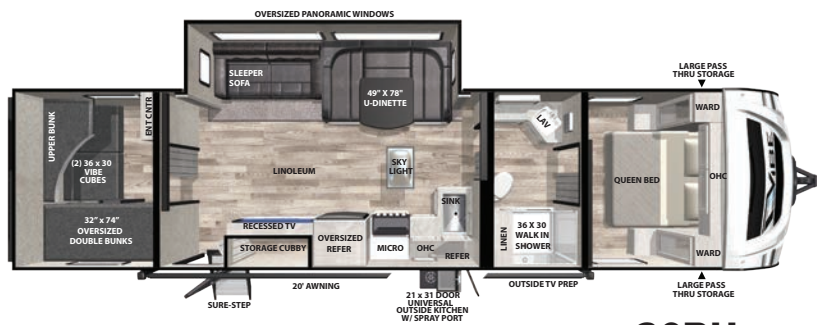 OVERSIZED PANORAMIC WINDOWS
SLEEPER
SOFA
49" X 78"
U-DINETTE
LARGE PASS
THRU STORAGE
UPPER BUNK
ENT CNTR
(2) 36 x 30
VIBE
CUBES
32" x 74"
OVERSIZED
DOUBLE BUNKS
LINOLEUM
SKY
LIGHT
SINK
RECESSED TV
STORAGE CUBBY
OVERSIZED
REFER
MICRO
OHC
REFER
LAV
LINEN
36 X 30
WALK IN
SHOWER
WARD
QUEEN BED
OHC
WARD
VIBE
SURE-STEP
20' AWNING
21 x 31 DOOR
UNIVERSAL
OUTSIDE KITCHEN
W/ SPRAY PORT
OUTSIDE TV PREP
LARGE PASS
THRU STORAGE